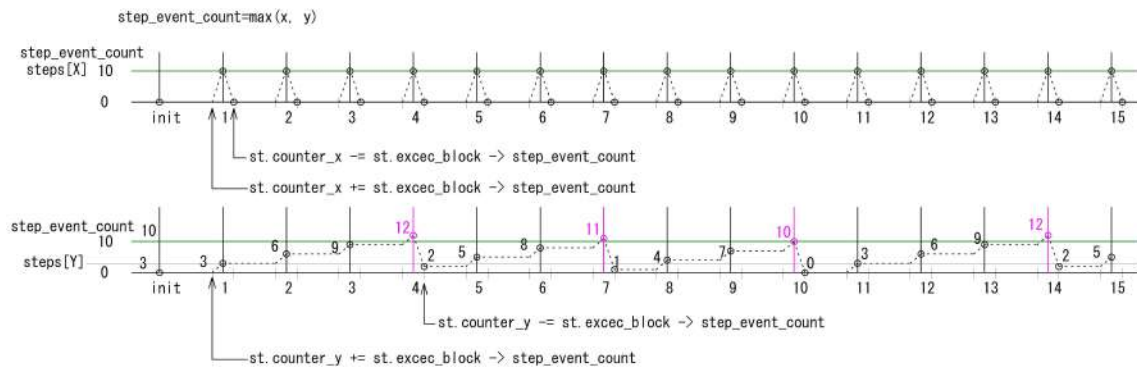 step_event_count=max(x, y)
step_event_count
steps[X] 10
0
init 1 2 3 4 5 6 7 8 9 10 11 12 13 14 15
st.counter_x -= st.excec_block -> step_event_count
st.counter_x += st.excec_block -> step_event_count
step_event_count 10
10
12 11 10 12
3 6 9 2 5 8 1 4 7 0 3 6 9 2 5
steps[Y] 3
0
init 1 2 3 4 5 6 7 8 9 10 11 12 13 14 15
st.counter_y -= st.excec_block -> step_event_count
st.counter_y += st.excec_block -> step_event_count